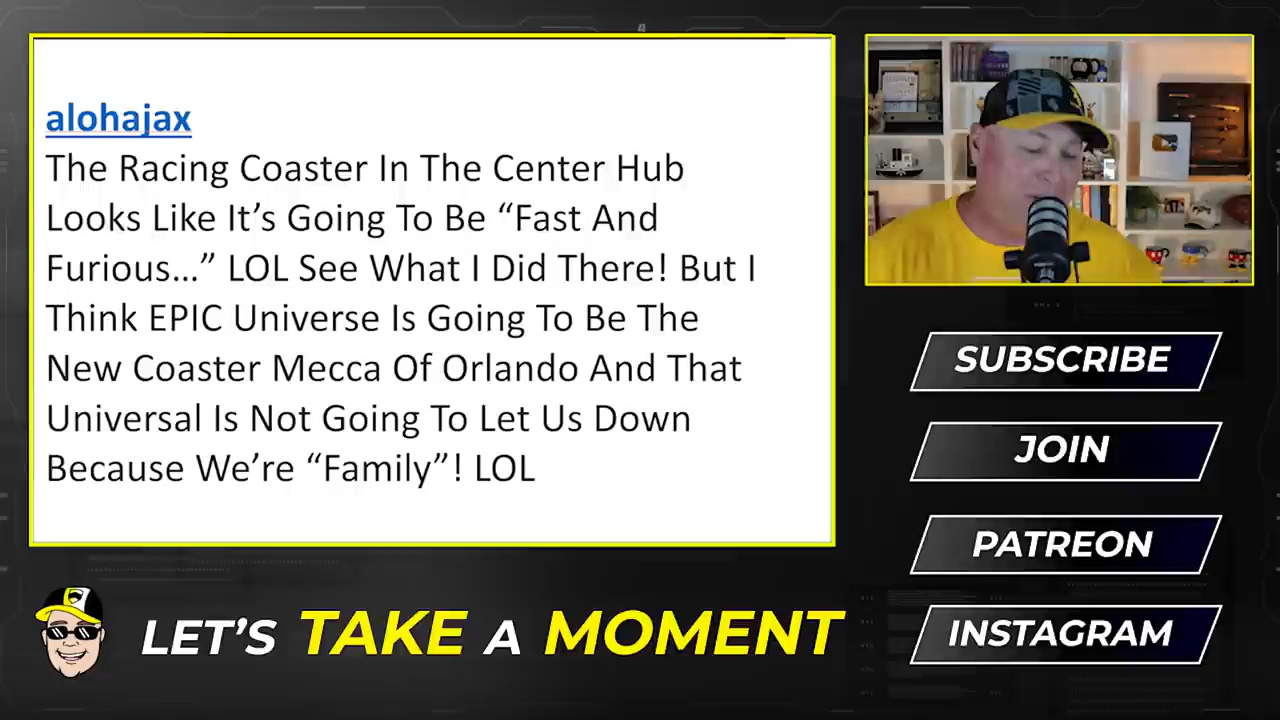 alohajax
The Racing Coaster In The Center Hub
Looks Like It’s Going To Be “Fast And
Furious...” LOL See What I Did There! But I
Think EPIC Universe Is Going To Be The
New Coaster Mecca Of Orlando And That
Universal Is Not Going To Let Us Down
Because We’re “Family”! LOL
SUBSCRIBE
JOIN
PATREON
INSTAGRAM
LET’S TAKE A MOMENT